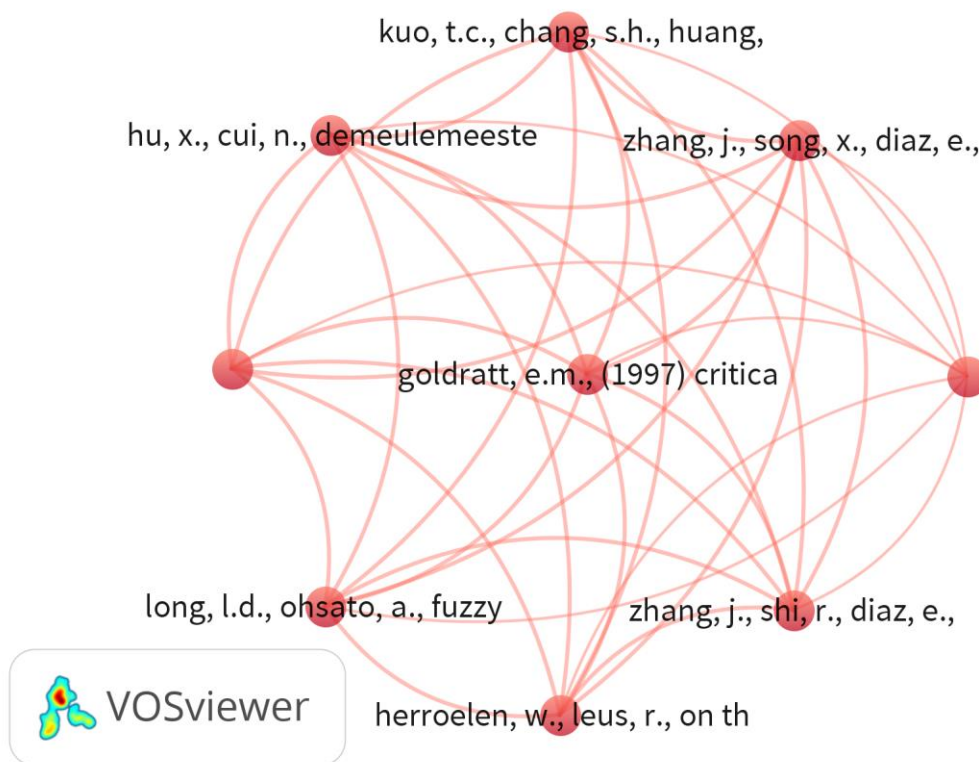 kuo, t.c., chang, s.h., huang,
hu, x., cui, n., demeulemeeste
zhang, j., song, x., diaz, e.,
goldratt, e.m., (1997) critica
long, l.d., ohsato, a., fuzzy
zhang, j., shi, r., diaz, e.,
VOSviewer
herroelen, w., leus, r., on th